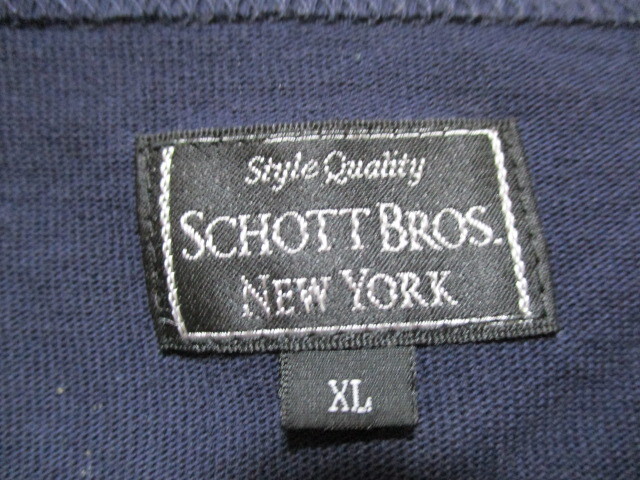 Style Quality
SCHOTT BROS.
NEW YORK
XL